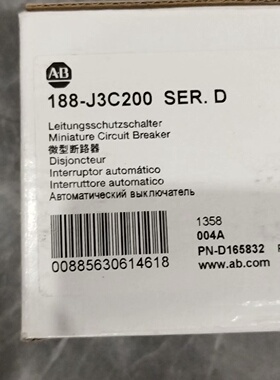 AB
188-J3C200 SER. D
Leitungsschutzschalter
Miniature Circuit Breaker
微型断路器
Disjoncteur
Interruptor automático
Interruttore automatico
Автоматический выключатель
1358
004A
PN-D165832
00885630614618
www.ab.com